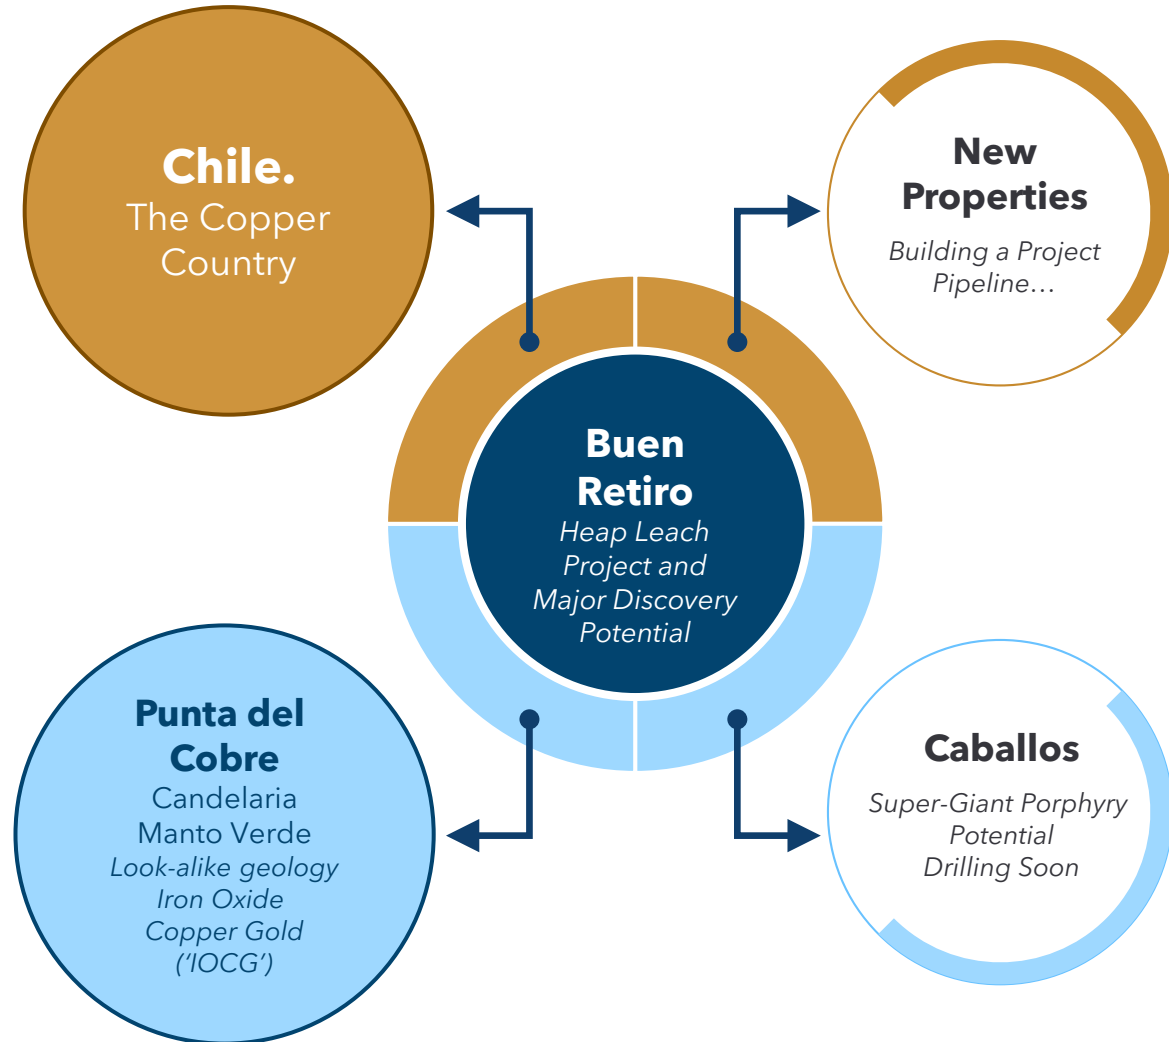 Chile.
The Copper
Country
New
Properties
Building a Project
Pipeline…
Buen
Retiro
Heap Leach
Project and
Major Discovery
Potential
Punta del
Cobre
Candelaria
Manto Verde
Look-alike geology
Iron Oxide
Copper Gold
(‘IOCG’)
Caballos
Super-Giant Porphyry
Potential
Drilling Soon